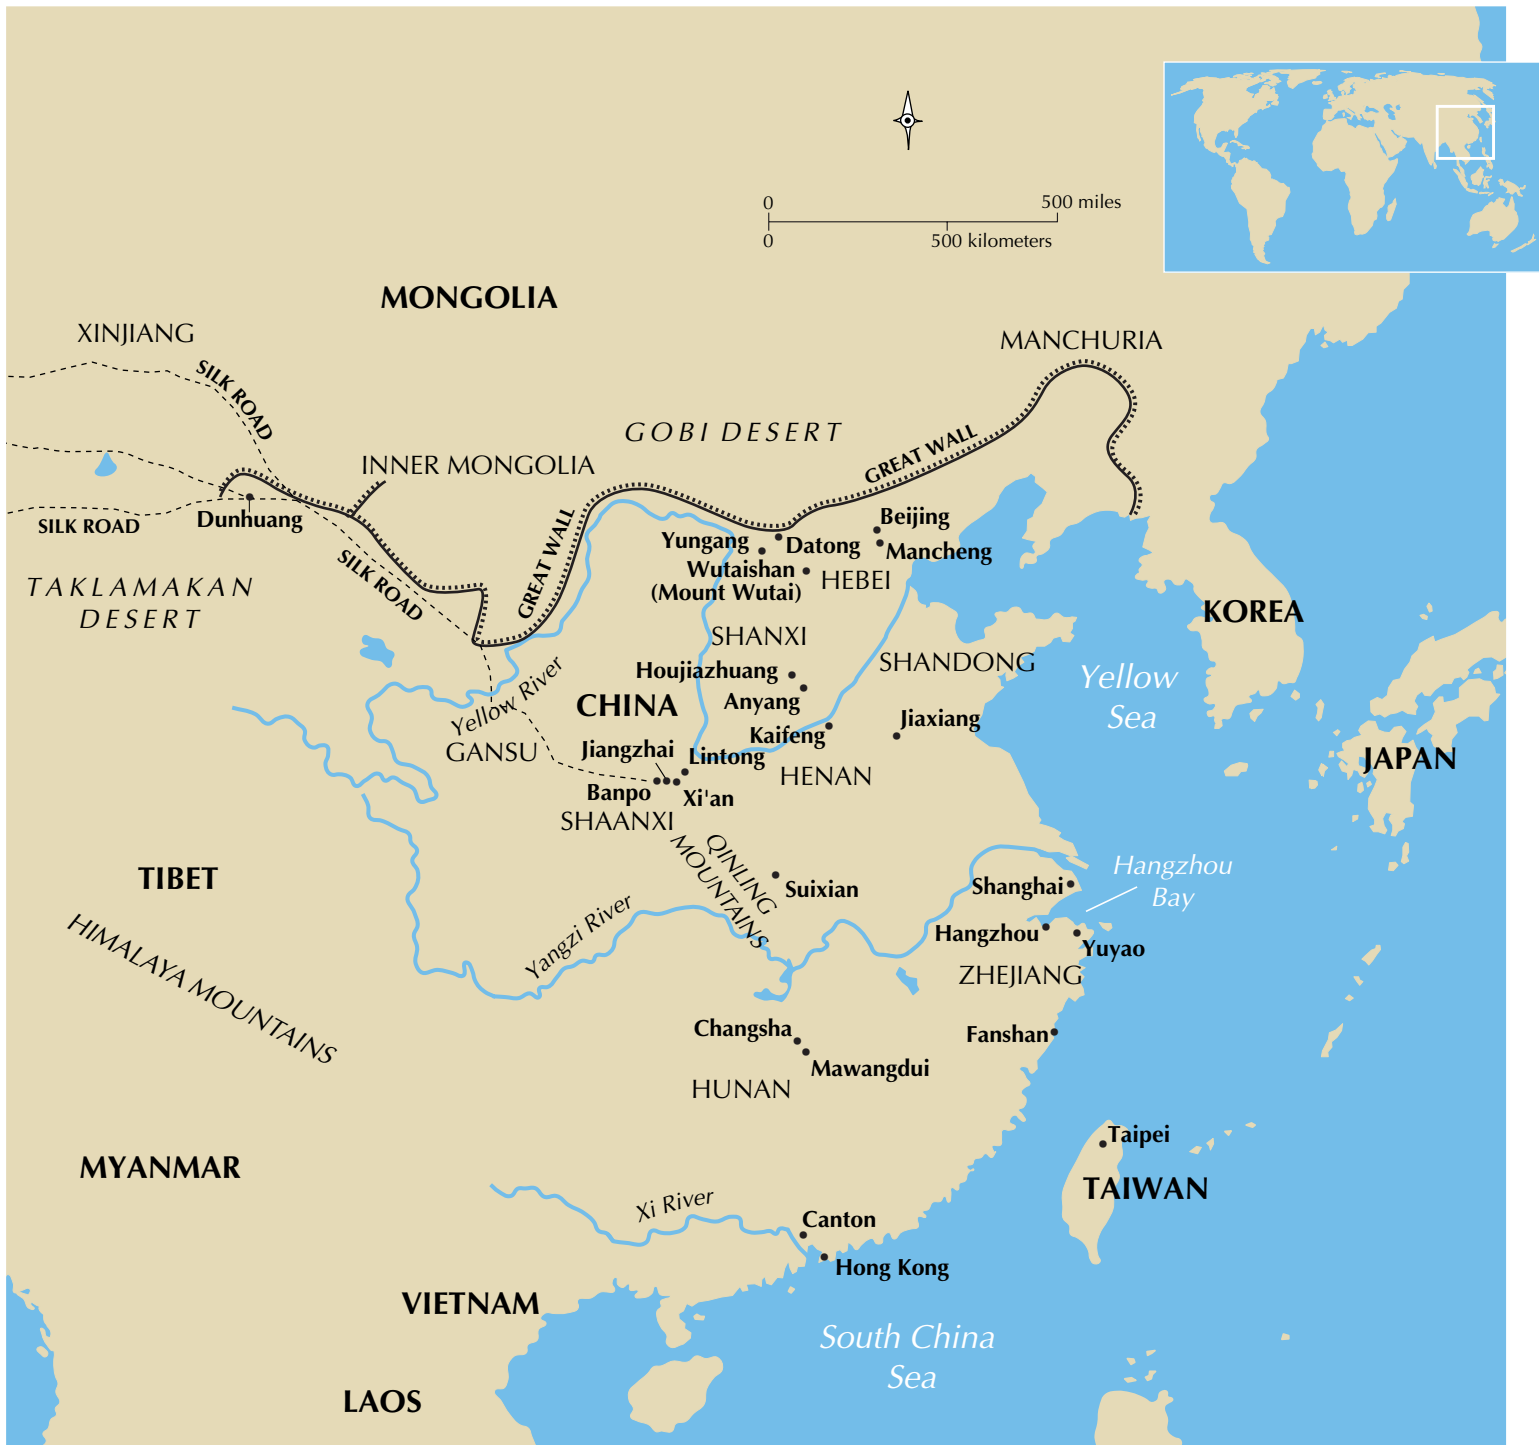 0
500 miles
0
500 kilometers
MONGOLIA
XINJIANG
MANCHURIA
SILK ROAD
GOBI DESERT
GREAT WALL
INNER MONGOLIA
SILK ROAD
Dunhuang
GREAT WALL
Beijing
Yungang
Datong
Mancheng
SILK ROAD
Wutaishan
(Mount Wutai)
HEBEI
TAKLAMAKAN
DESERT
KOREA
SHANXI
SHANDONG
Houjiazhuang
Yellow
Sea
Yellow River
CHINA
Anyang
Jiaxiang
Kaifeng
GANSU
Jiangzhai
Lintong
JAPAN
HENAN
Banpo
Xi'an
SHAANXI
QINLING
MOUNTAINS
TIBET
Hangzhou
Bay
Shanghai
Suixian
HIMALAYA MOUNTAINS
Yangzi River
Hangzhou
Yuyao
ZHEJIANG
Changsha
Fanshan
Mawangdui
HUNAN
Taipei
MYANMAR
TAIWAN
Xi River
Canton
Hong Kong
VIETNAM
South China
Sea
LAOS